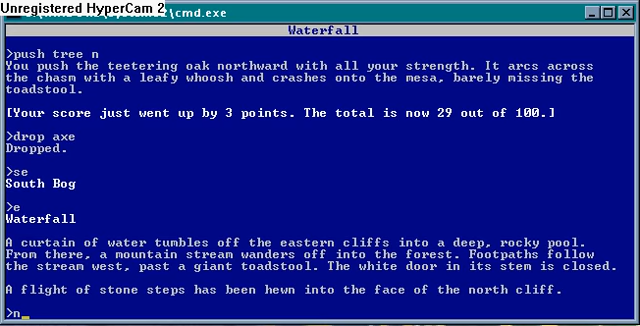 Unregistered HyperCam 2
\cmd.exe
Waterfall
>push tree n
You push the teetering oak northward with all your strength. It arcs across
the chasm with a leafy whoosh and crashes onto the mesa, barely missing the
toadstool.
[Your score just went up by 3 points. The total is now 29 out of 100.]
>drop axe
Dropped.
>se
South Bog
>e
Waterfall
A curtain of water tumbles off the eastern cliffs into a deep, rocky pool.
From there, a mountain stream wanders off into the forest. Footpaths follow
the stream west, past a giant toadstool. The white door in its stem is closed.
A flight of stone steps has been hewn into the face of the north cliff.
>n_